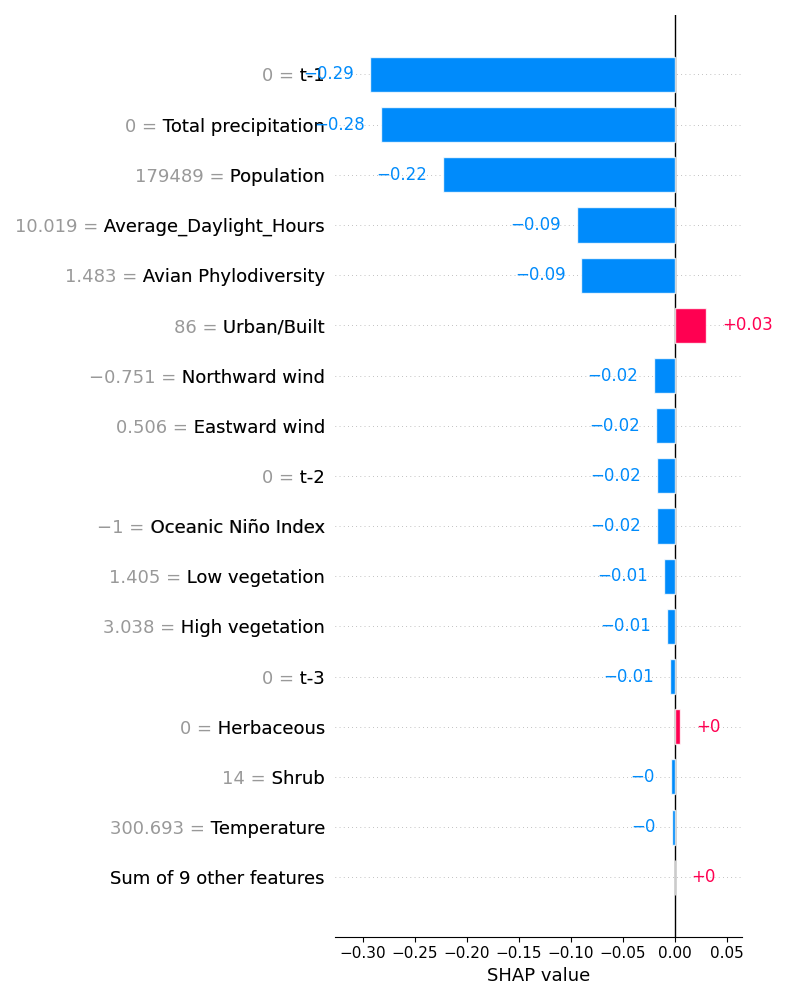 0 = t-1 −0.29
0 = Total precipitation −0.28
179489 = Population −0.22
10.019 = Average_Daylight_Hours −0.09
1.483 = Avian Phylodiversity −0.09
86 = Urban/Built +0.03
−0.751 = Northward wind −0.02
0.506 = Eastward wind −0.02
0 = t-2 −0.02
−1 = Oceanic Niño Index −0.02
1.405 = Low vegetation −0.01
3.038 = High vegetation −0.01
0 = t-3 −0.01
0 = Herbaceous +0
14 = Shrub −0
300.693 = Temperature −0
Sum of 9 other features +0
−0.30 −0.25 −0.20 −0.15 −0.10 −0.05 0.00 0.05
SHAP value